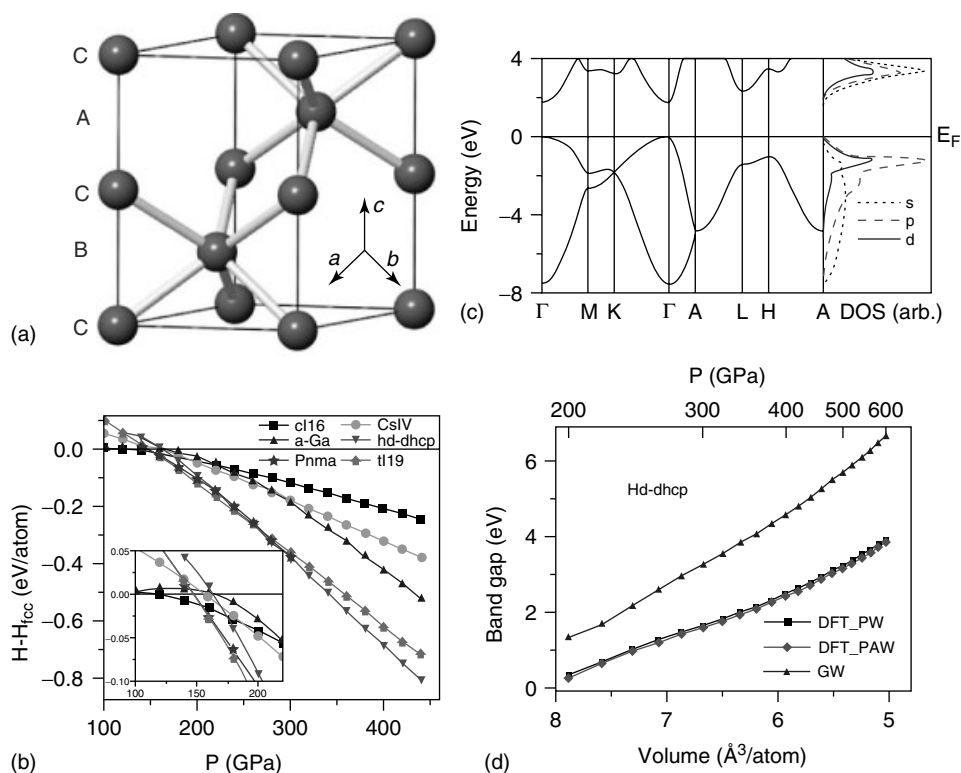 C
A
C
B
C
c
a
b
(a)
4
0
−4
−8
Energy (eV)
E_F
s
p
d
Γ M K Γ A L H A DOS (arb.)
(c)
0.0
−0.2
−0.4
−0.6
−0.8
H-H_fcc (eV/atom)
cI16 CsIV
a-Ga hd-dhcp
Pnma tI19
0.05
0.00
−0.05
−0.10
100 150 200
100 200 300 400
P (GPa)
(b)
P (GPa)
200 300 400 500 600
6
4
2
0
Band gap (eV)
Hd-dhcp
DFT_PW
DFT_PAW
GW
8 7 6 5
Volume (Å³/atom)
(d)